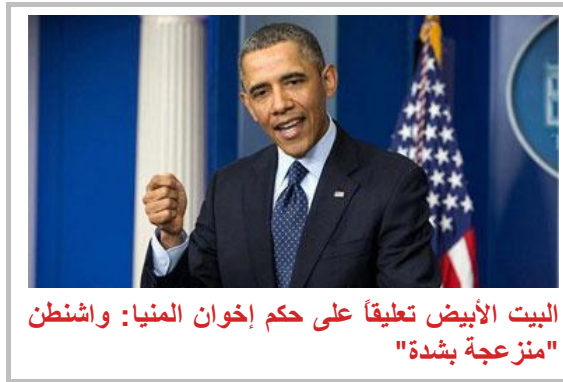 البيت الأبيض تعليقاً على حكم إخوان المنيا: واشنطن
"منزعجة بشدة"